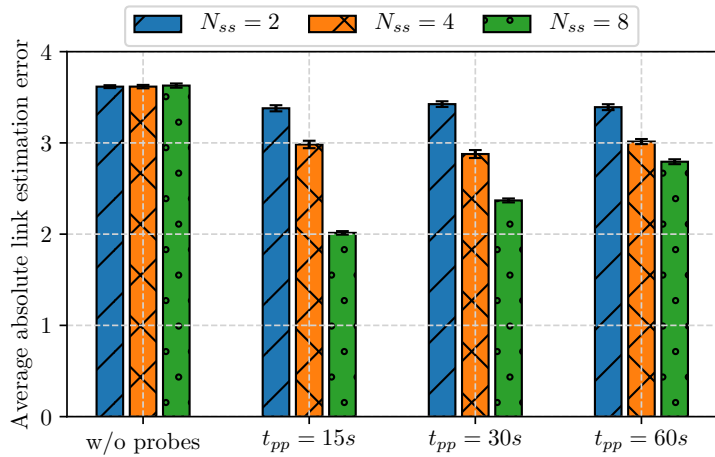 N_ss = 2 N_ss = 4 N_ss = 8
Average absolute link estimation error
4
3
2
1
0
w/o probes t_pp = 15s t_pp = 30s t_pp = 60s